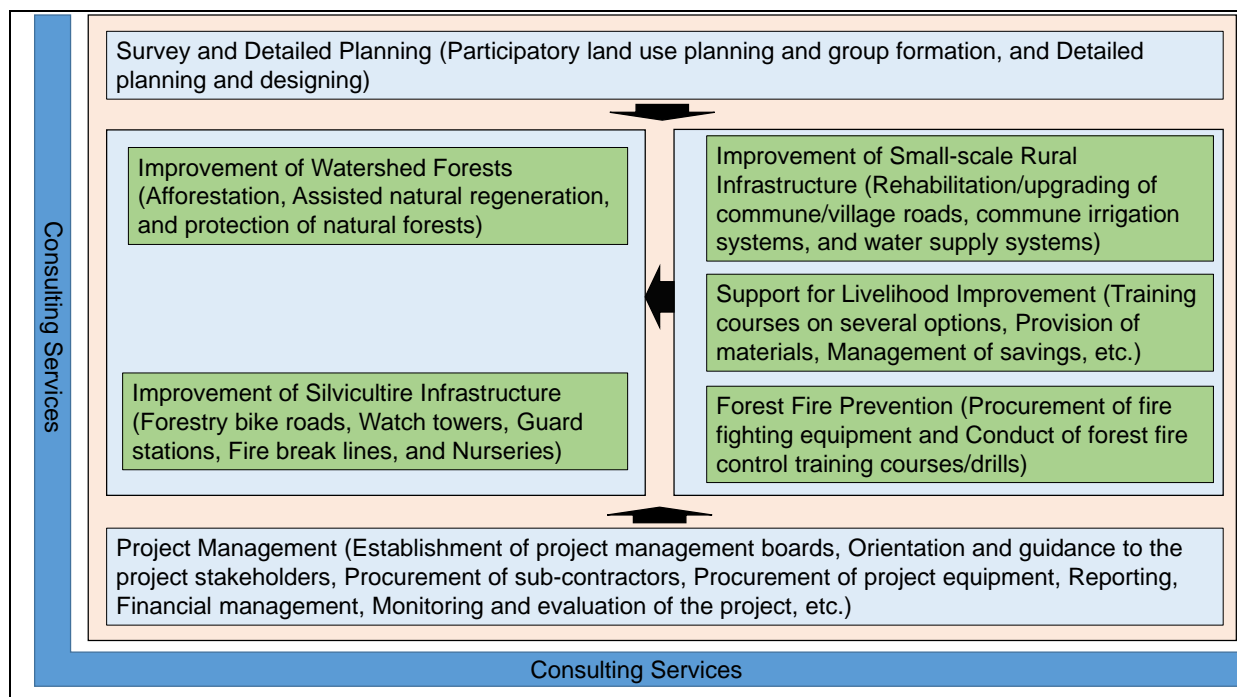 Survey and Detailed Planning (Participatory land use planning and group formation, and Detailed
planning and designing)
Improvement of Watershed Forests
(Afforestation, Assisted natural regeneration,
and protection of natural forests)
Improvement of Silvicultire Infrastructure
(Forestry bike roads, Watch towers, Guard
stations, Fire break lines, and Nurseries)
Improvement of Small-scale Rural
Infrastructure (Rehabilitation/upgrading of
commune/village roads, commune irrigation
systems, and water supply systems)
Support for Livelihood Improvement (Training
courses on several options, Provision of
materials, Management of savings, etc.)
Forest Fire Prevention (Procurement of fire
fighting equipment and Conduct of forest fire
control training courses/drills)
Project Management (Establishment of project management boards, Orientation and guidance to the
project stakeholders, Procurement of sub-contractors, Procurement of project equipment, Reporting,
Financial management, Monitoring and evaluation of the project, etc.)
Consulting Services
Consulting Services